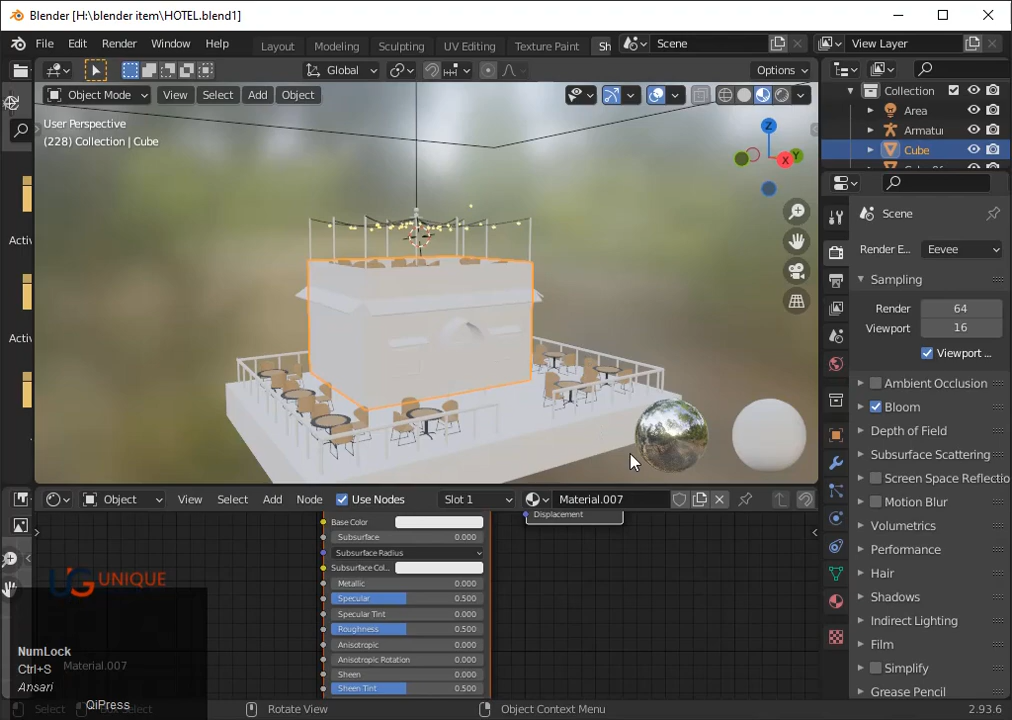 Blender [H:\blender item\HOTEL.blend1]
File Edit Render Window Help Layout Modeling Sculpting UV Editing Texture Paint Sh Scene View Layer
Global Options
Object Mode View Select Add Object
User Perspective
(228) Collection | Cube
Z
X
Y
Collection
Area
Armatu
Cube
Scene
Render E... Eevee
Sampling
Render 64
Viewport 16
Viewport ...
Ambient Occlusion
Bloom
Depth of Field
Subsurface Scattering
Screen Space Reflectio
Motion Blur
Volumetrics
Performance
Hair
Shadows
Indirect Lighting
Film
Simplify
Grease Pencil
Activ
Activ
Object View Select Add Node Use Nodes Slot 1 Material.007
Displacement
Base Color
Subsurface 0.000
Subsurface Radius
Subsurface Col...
Metallic 0.000
Specular 0.500
Specular Tint 0.000
Roughness 0.500
Anisotropic 0.000
Anisotropic Rotation 0.000
Sheen 0.000
Sheen Tint 0.500
UG UNIQUE
NumLock
Ctrl+S
Material.007
Ansari
QiPress
Select Box Select Rotate View Object Context Menu 2.93.6